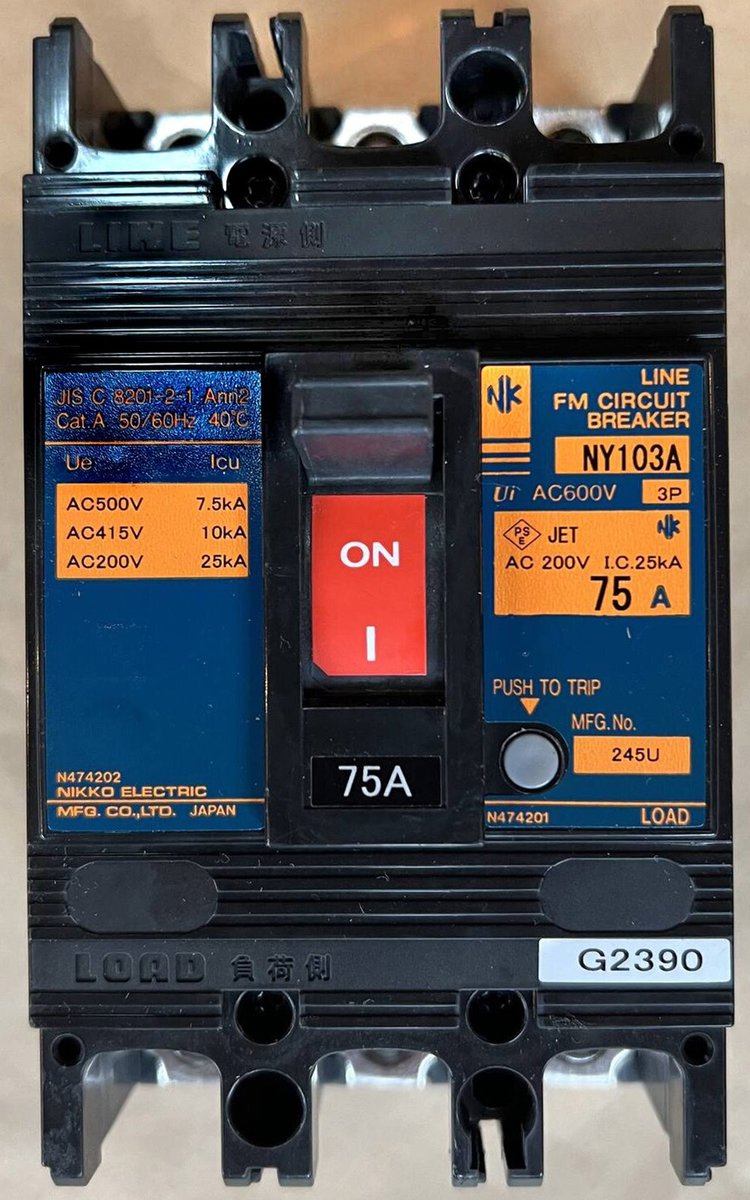 LINE 電源側
JIS C 8201-2-1 Ann2
Cat.A 50/60Hz 40℃
Ue Icu
AC500V 7.5kA
AC415V 10kA
AC200V 25kA
N474202
NIKKO ELECTRIC
MFG. CO.,LTD. JAPAN
ON
I
75A
NK LINE
FM CIRCUIT
BREAKER
NY103A
Ui AC600V 3P
PS E JET NK
AC 200V I.C.25kA
75 A
PUSH TO TRIP
MFG.No.
245U
N474201 LOAD
LOAD 負荷側
G2390